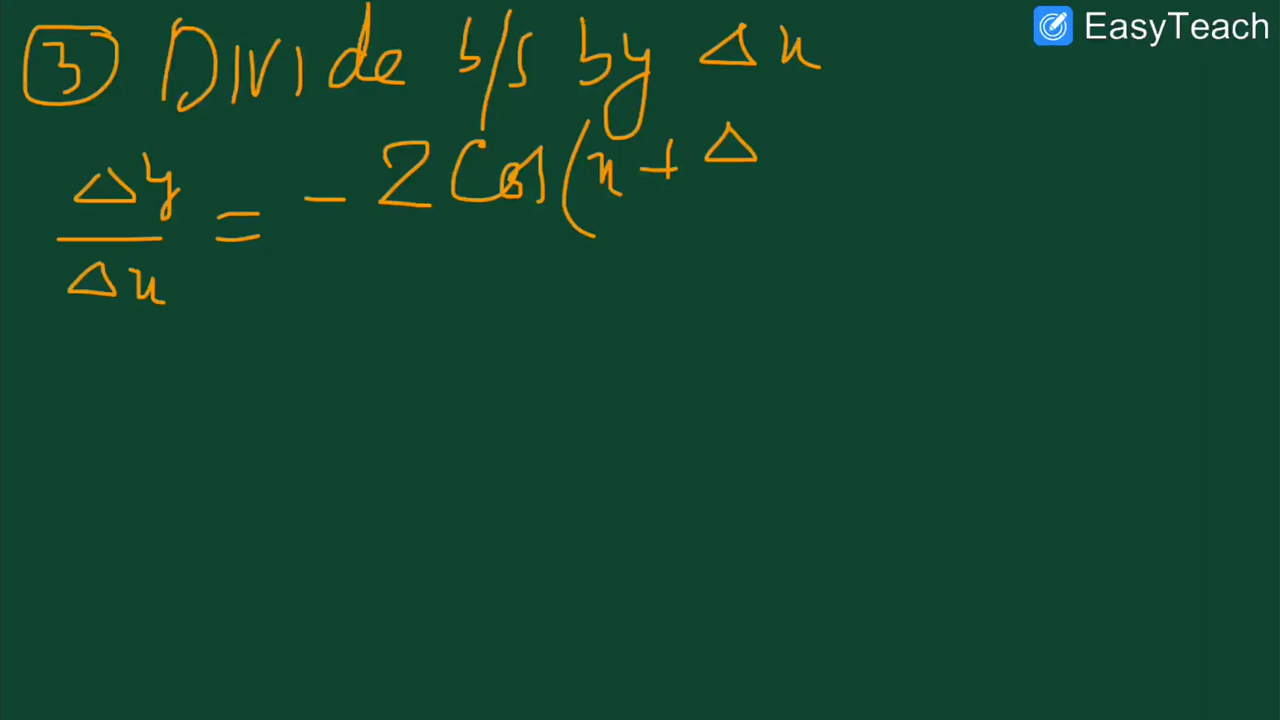 EasyTeach
③ Divide b/s by Δx
Δy/Δx = - 2 Cos(x + Δ